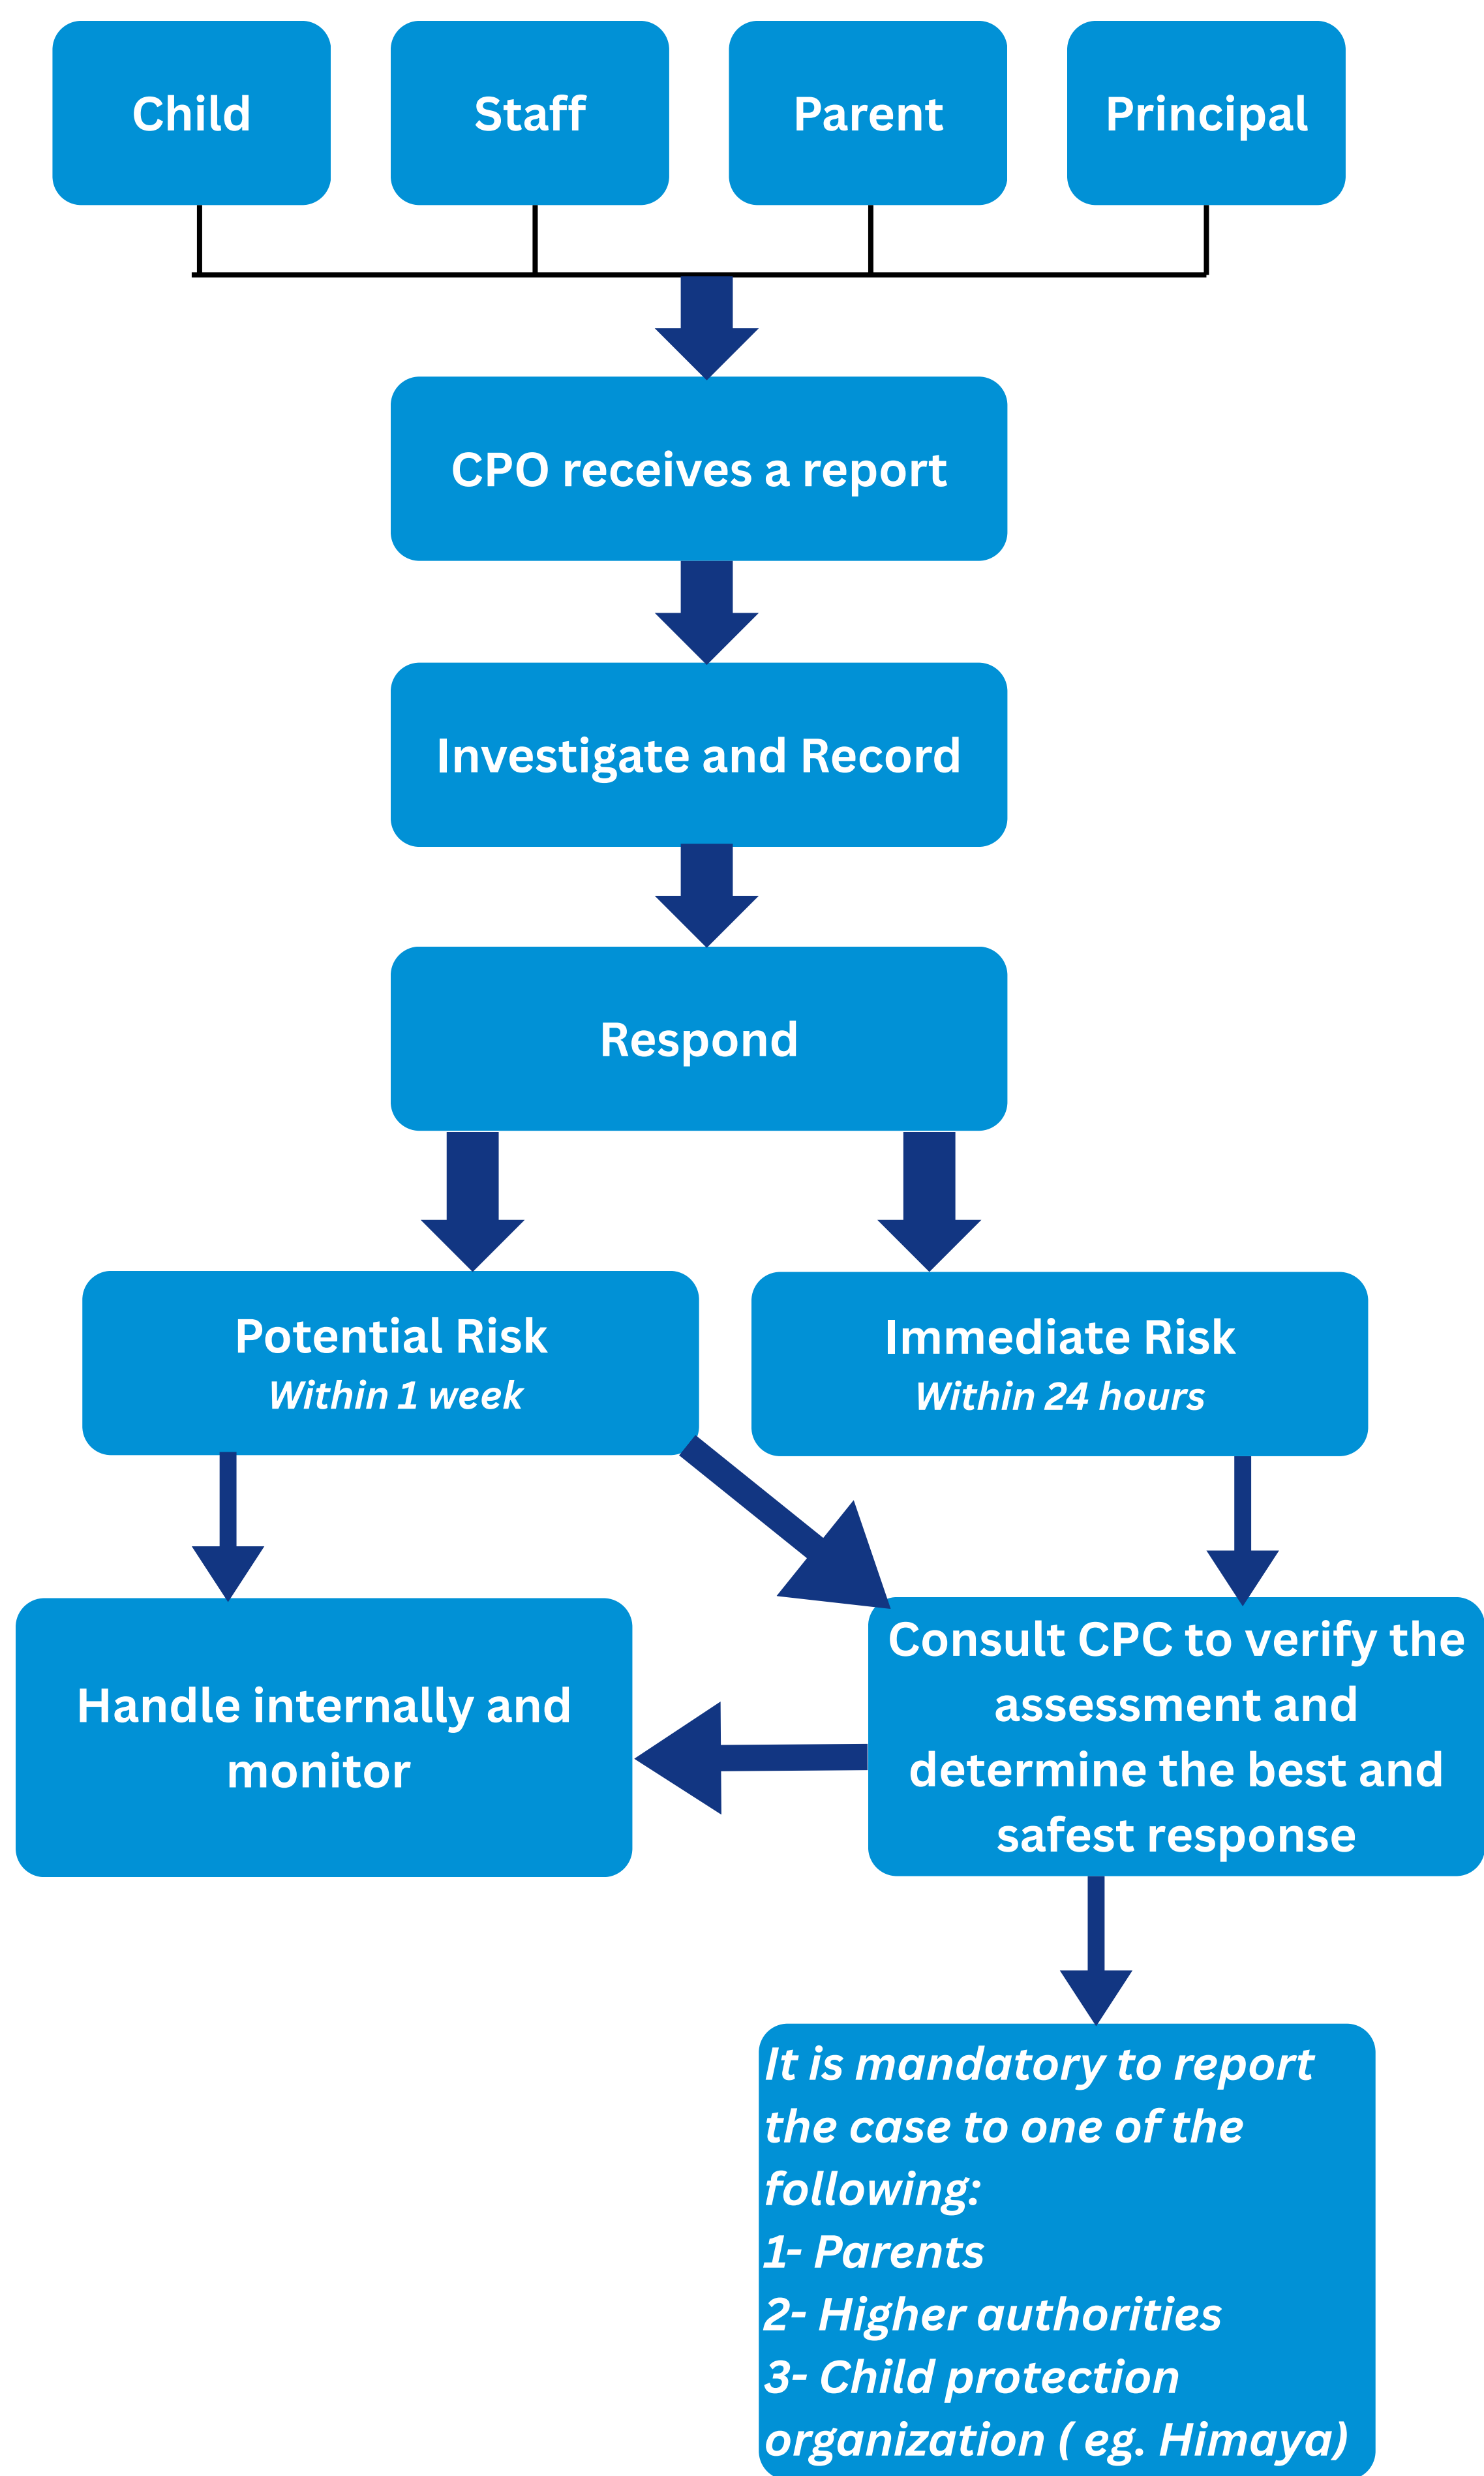 Child
Staff
Parent
Principal
CPO receives a report
Investigate and Record
Respond
Potential Risk
Within 1 week
Immediate Risk
Within 24 hours
Handle internally and
monitor
Consult CPC to verify the
assessment and
determine the best and
safest response
It is mandatory to report
the case to one of the
following:
1- Parents
2- Higher authorities
3- Child protection
organization ( eg. Himaya)